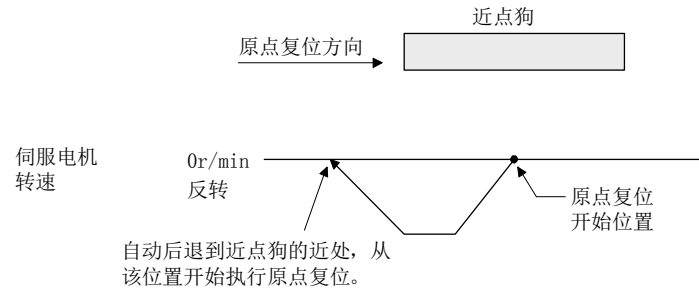 近点狗
原点复位方向
伺服电机
转速
0r/min
反转
原点复位
开始位置
自动后退到近点狗的近处，从
该位置开始执行原点复位。